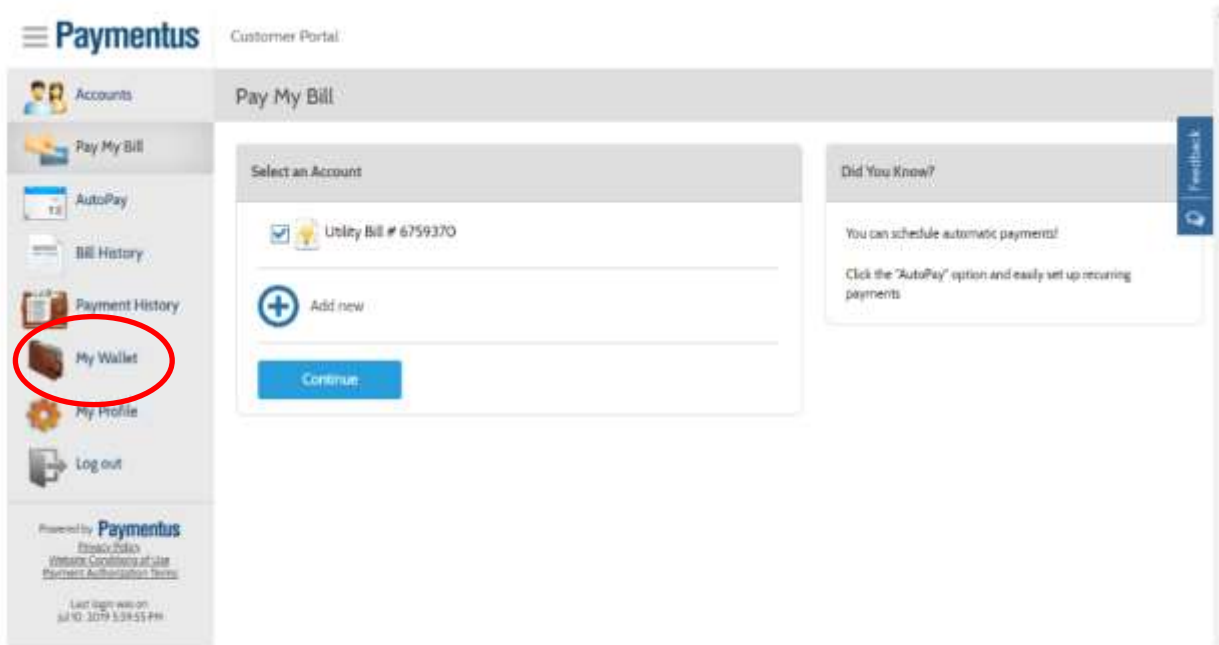 Paymentus
Customer Portal
Accounts
Pay My Bill
AutoPay
Bill History
Payment History
My Wallet
My Profile
Log out
Powered by Paymentus
Privacy Policy
Website Conditions of Use
Payment Authorization Terms
Last login was on
Jul 10, 2019 5:59:55 PM
Pay My Bill
Select an Account
Utility Bill # 6759370
Add new
Continue
Did You Know?
You can schedule automatic payments!
Click the "AutoPay" option and easily set up recurring
payments
Feedback